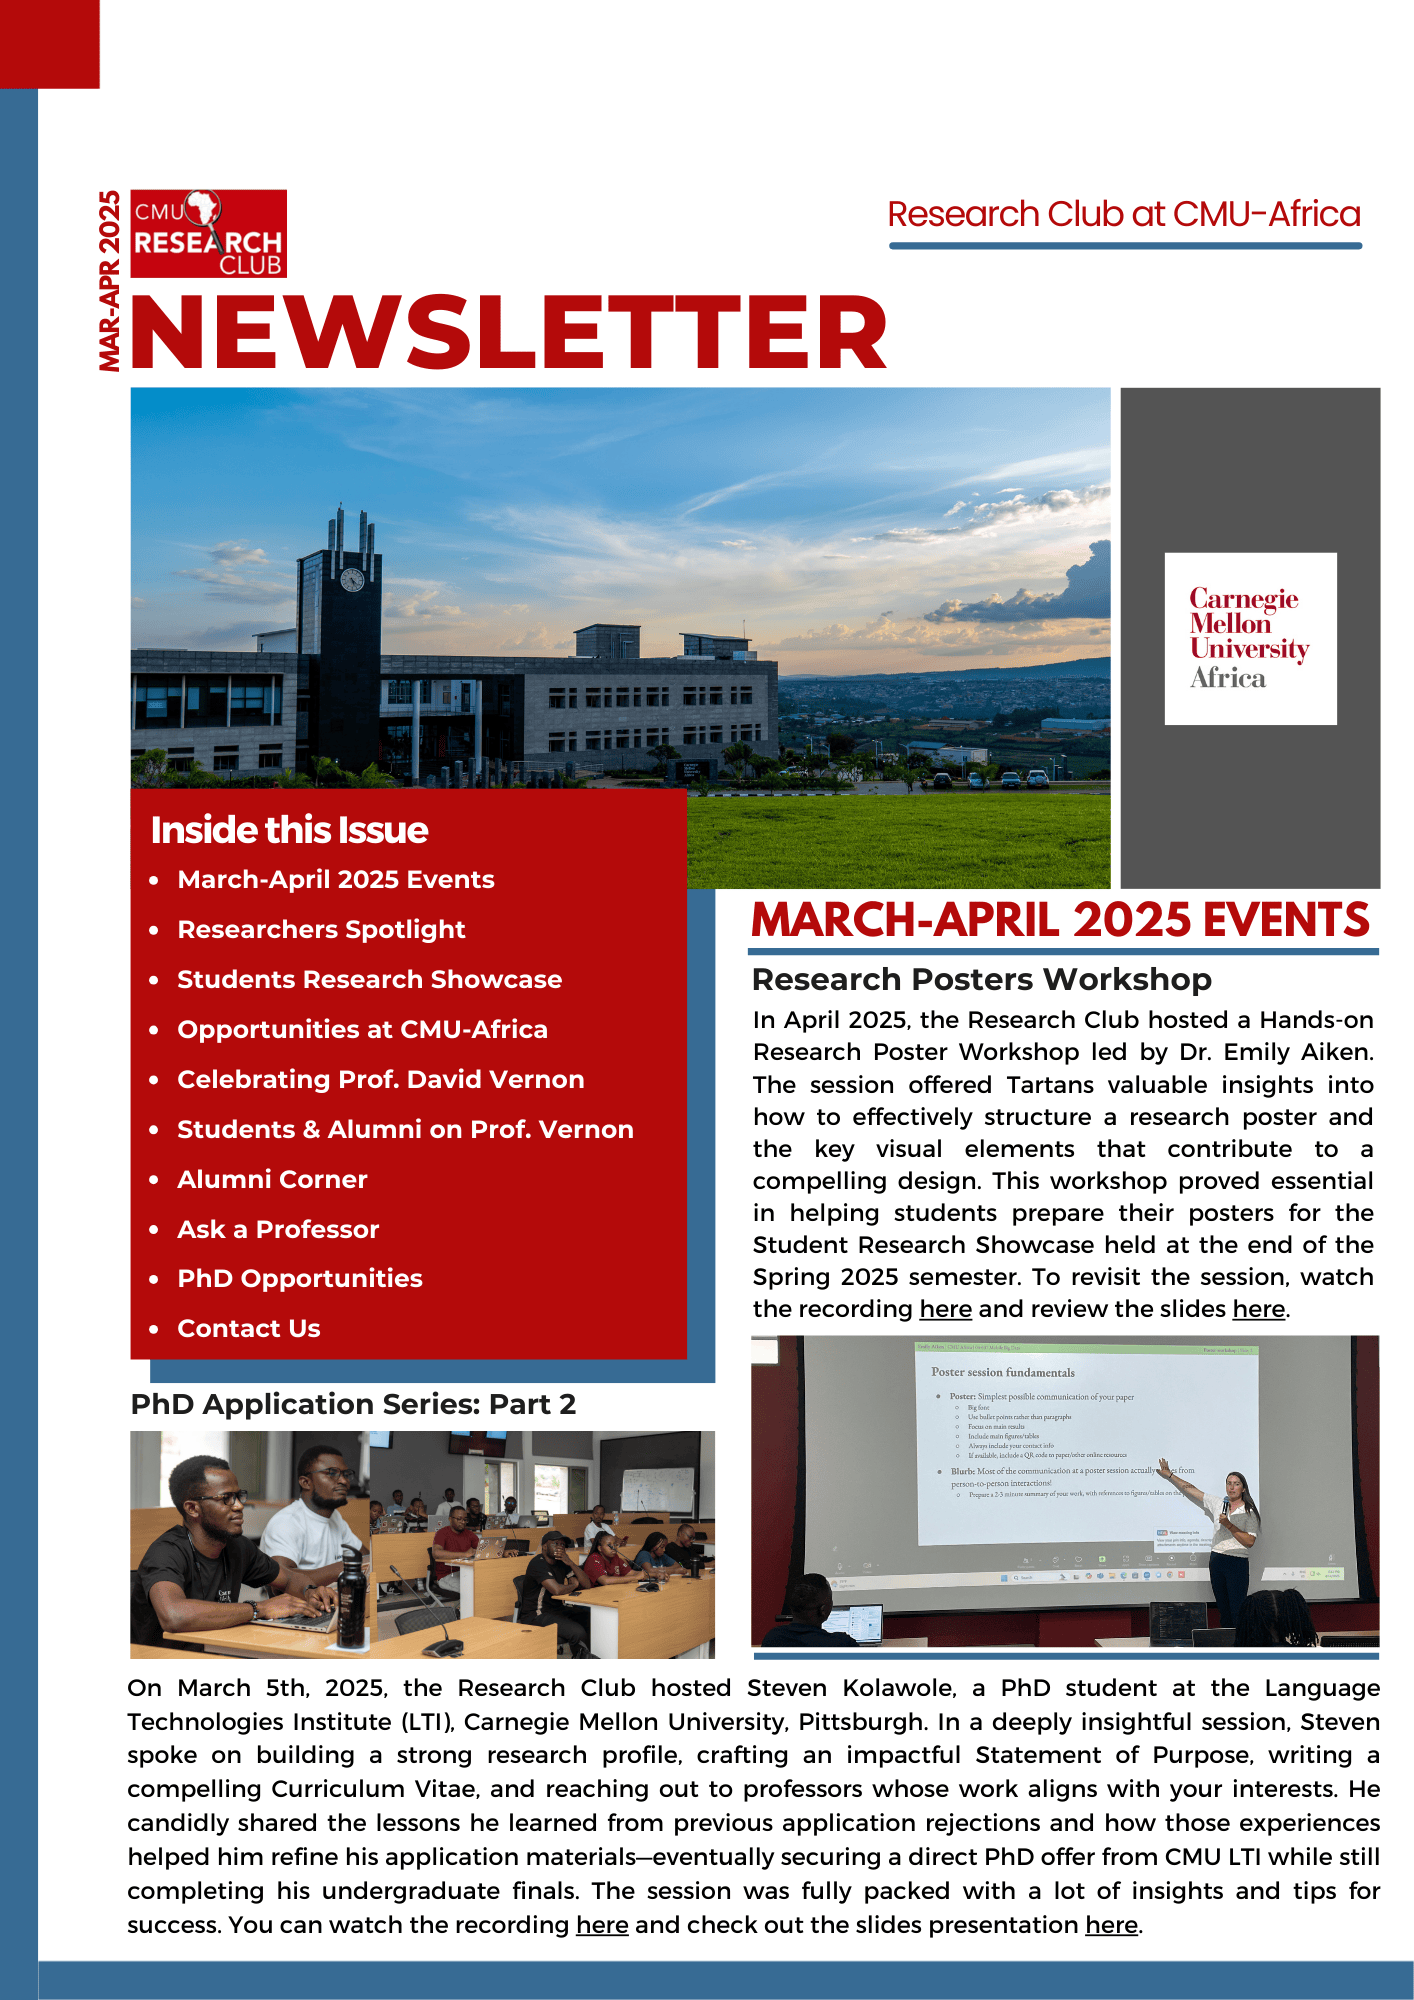 MAR-APR 2025
CMU
RESEARCH
CLUB
Research Club at CMU-Africa
NEWSLETTER
Carnegie
Mellon
University
Africa
Inside this Issue
• March-April 2025 Events
• Researchers Spotlight
• Students Research Showcase
• Opportunities at CMU-Africa
• Celebrating Prof. David Vernon
• Students & Alumni on Prof. Vernon
• Alumni Corner
• Ask a Professor
• PhD Opportunities
• Contact Us
MARCH-APRIL 2025 EVENTS
Research Posters Workshop
In April 2025, the Research Club hosted a Hands-on
Research Poster Workshop led by Dr. Emily Aiken.
The session offered Tartans valuable insights into
how to effectively structure a research poster and
the key visual elements that contribute to a
compelling design. This workshop proved essential
in helping students prepare their posters for the
Student Research Showcase held at the end of the
Spring 2025 semester. To revisit the session, watch
the recording here and review the slides here.
Poster session fundamentals
• Poster: Simplest possible communication of your paper
○ Big font
○ Use bullet points rather than paragraphs
○ Focus on main results
○ Include main figures/tables
○ Always include your contact info
○ If available, include a QR code to paper/other online resources
• Blurb: Most of the communication at a poster session actually from
person-to-person interactions!
○ Prepare a 2-3 minute summary of your work, with references to figures/tables on the
PhD Application Series: Part 2
On March 5th, 2025, the Research Club hosted Steven Kolawole, a PhD student at the Language
Technologies Institute (LTI), Carnegie Mellon University, Pittsburgh. In a deeply insightful session, Steven
spoke on building a strong research profile, crafting an impactful Statement of Purpose, writing a
compelling Curriculum Vitae, and reaching out to professors whose work aligns with your interests. He
candidly shared the lessons he learned from previous application rejections and how those experiences
helped him refine his application materials—eventually securing a direct PhD offer from CMU LTI while still
completing his undergraduate finals. The session was fully packed with a lot of insights and tips for
success. You can watch the recording here and check out the slides presentation here.